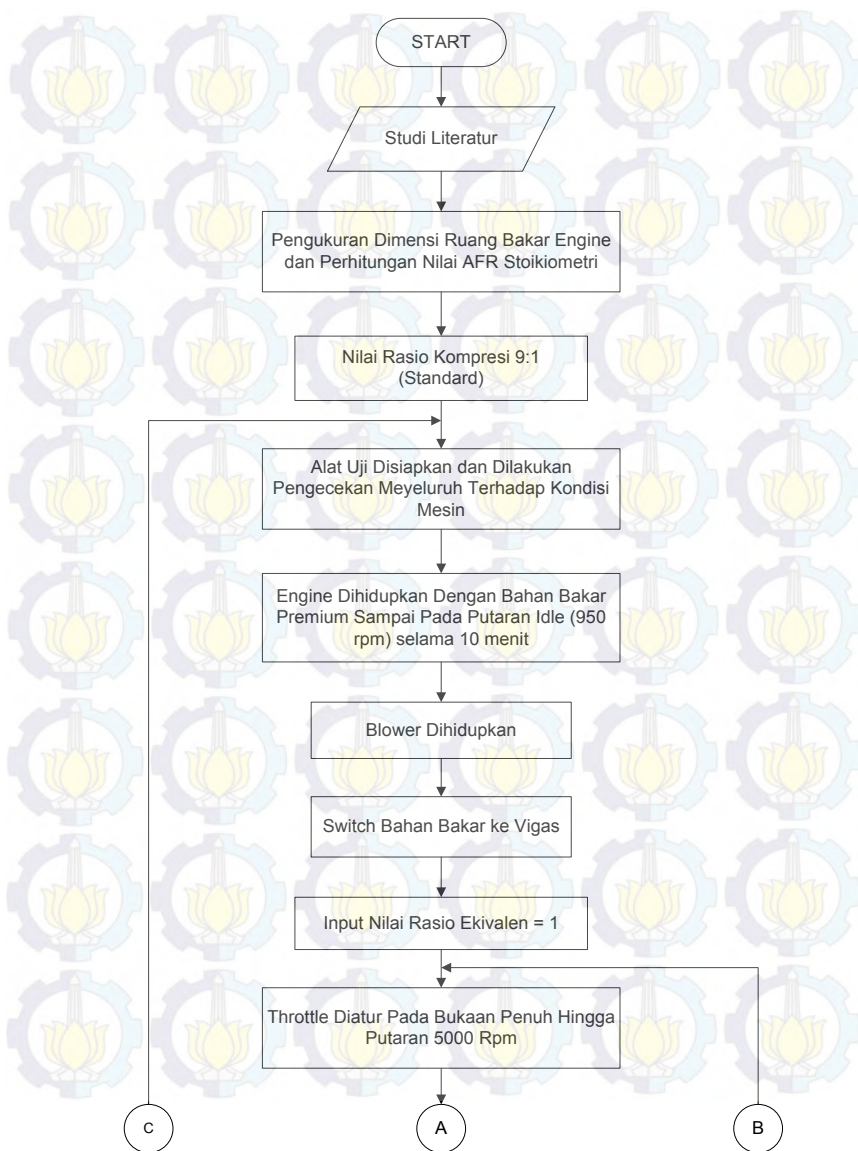 START
Studi Literatur
Pengukuran Dimensi Ruang Bakar Engine
dan Perhitungan Nilai AFR Stoikiometri
Nilai Rasio Kompresi 9:1
(Standard)
Alat Uji Disiapkan dan Dilakukan
Pengecekan Meyeluruh Terhadap Kondisi
Mesin
Engine Dihidupkan Dengan Bahan Bakar
Premium Sampai Pada Putaran Idle (950
rpm) selama 10 menit
Blower Dihidupkan
Switch Bahan Bakar ke Vigas
Input Nilai Rasio Ekivalen = 1
Throttle Diatur Pada Bukaan Penuh Hingga
Putaran 5000 Rpm
C
A
B